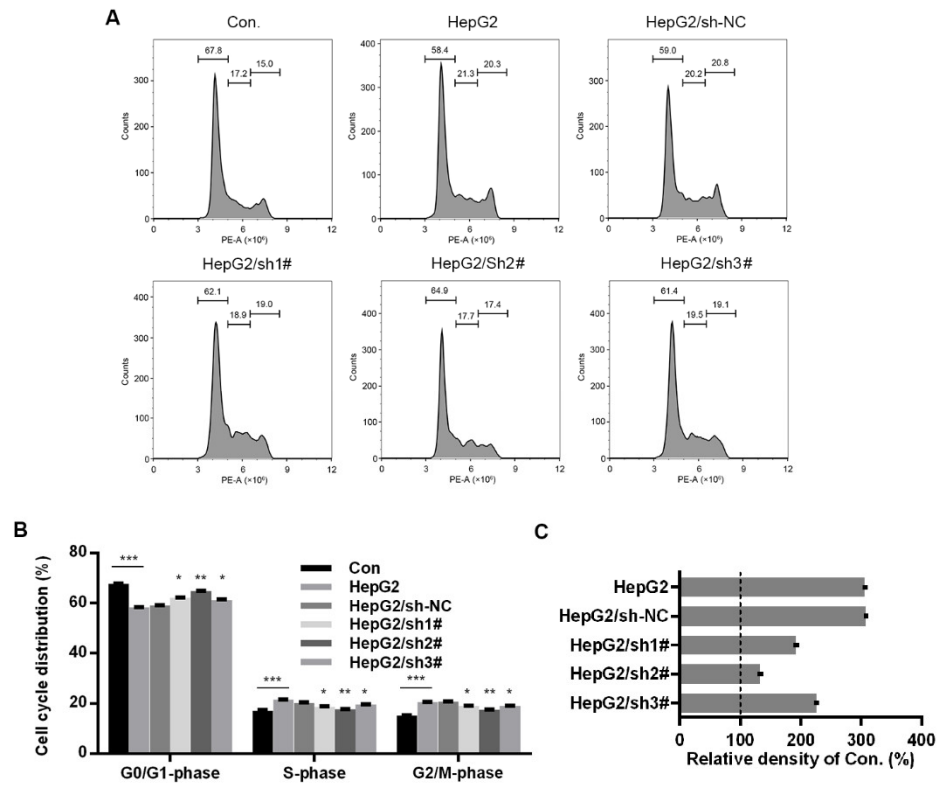 A
Con.
HepG2
HepG2/sh-NC
67.8
15.0
17.2
300
200
100
0
Counts
0 3 6 9 12
PE-A (×10⁶)
58.4
20.3
21.3
400
300
200
100
0
Counts
0 3 6 9 12
PE-A (×10⁶)
59.0
20.8
20.2
300
200
100
0
Counts
0 3 6 9 12
PE-A (×10⁶)
HepG2/sh1#
HepG2/Sh2#
HepG2/sh3#
62.1
19.0
18.9
400
300
200
100
0
Counts
0 3 6 9 12
PE-A (×10⁶)
64.9
17.4
17.7
400
300
200
100
0
Counts
0 3 6 9 12
PE-A (×10⁶)
61.4
19.1
19.5
400
300
200
100
0
Counts
0 3 6 9 12
PE-A (×10⁶)
B
Cell cycle distribution (%)
80
60
40
20
0
*** * ** *
*** * ** *
*** * ** *
Con
HepG2
HepG2/sh-NC
HepG2/sh1#
HepG2/sh2#
HepG2/sh3#
G0/G1-phase S-phase G2/M-phase
C
HepG2
HepG2/sh-NC
HepG2/sh1#
HepG2/sh2#
HepG2/sh3#
0 100 200 300 400
Relative density of Con. (%)